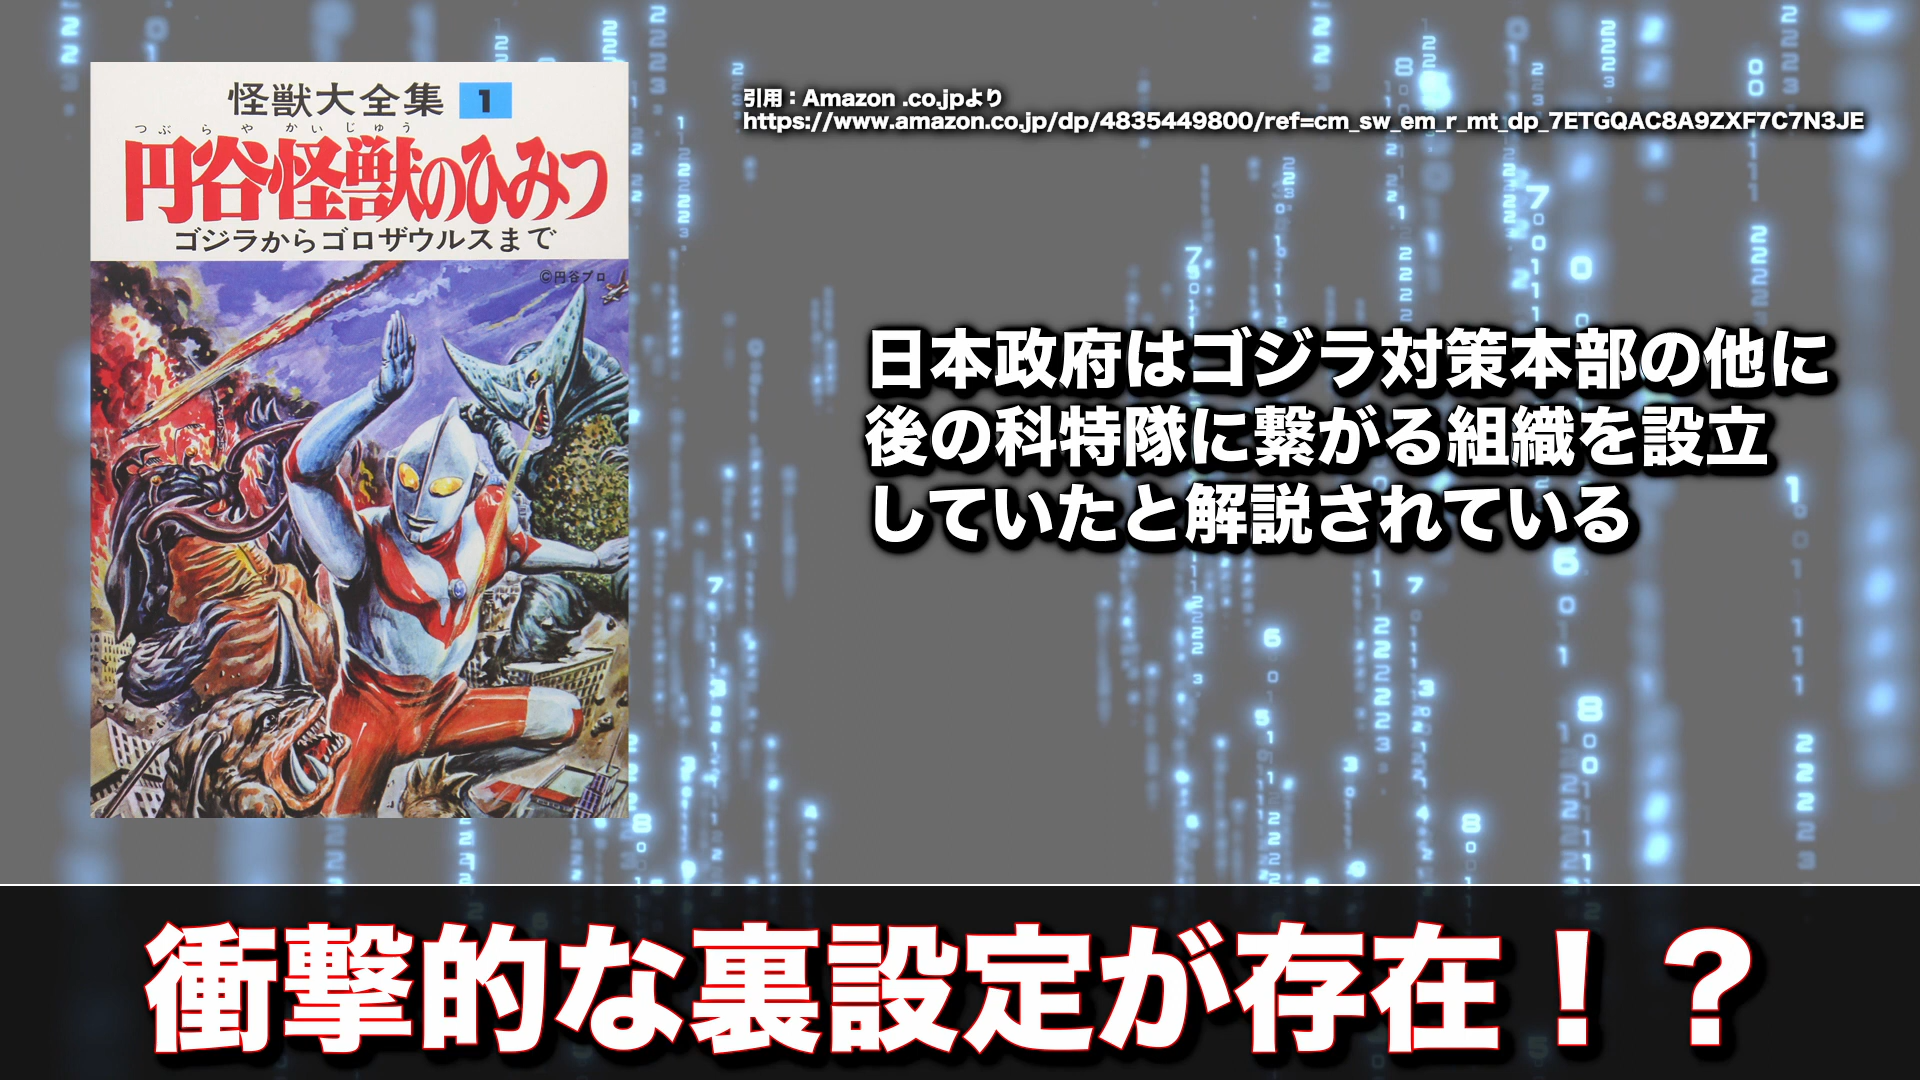 怪獣大全集 1
つぶらやかいじゅう
円谷怪獣のひみつ
ゴジラからゴロザウルスまで
©円谷プロ
引用：Amazon .co.jpより
https://www.amazon.co.jp/dp/4835449800/ref=cm_sw_em_r_mt_dp_7ETGQAC8A9ZXF7C7N3JE
日本政府はゴジラ対策本部の他に
後の科特隊に繋がる組織を設立
していたと解説されている
衝撃的な裏設定が存在！？